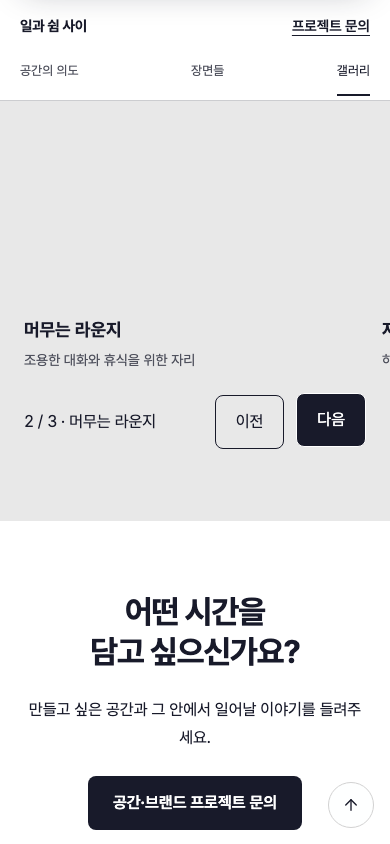 일과 쉼 사이
프로젝트 문의
공간의 의도
장면들
갤러리
머무는 라운지
조용한 대화와 휴식을 위한 자리
2 / 3 · 머무는 라운지
이전
다음
어떤 시간을
담고 싶으신가요?
만들고 싶은 공간과 그 안에서 일어날 이야기를 들려주
세요.
공간·브랜드 프로젝트 문의